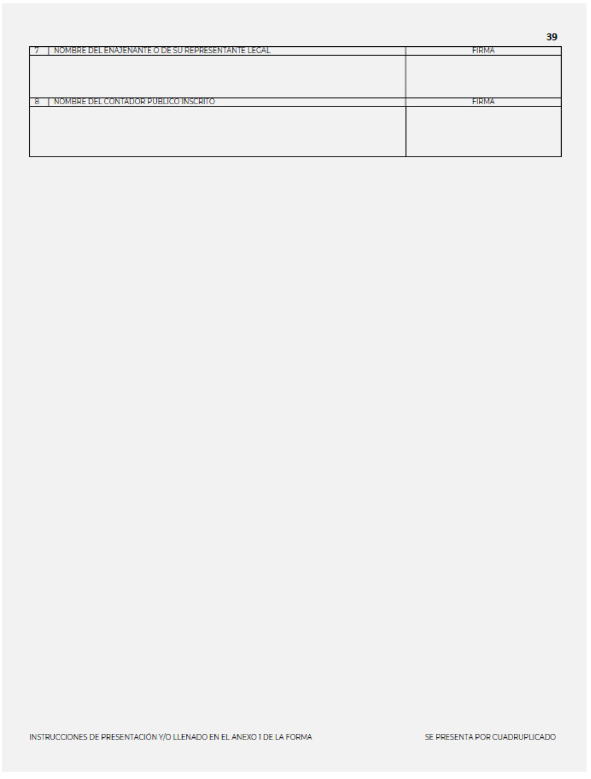 39
7 | NOMBRE DEL ENAJENANTE O DE SU REPRESENTANTE LEGAL FIRMA
8 | NOMBRE DEL CONTADOR PUBLICO INSCRITO FIRMA
INSTRUCCIONES DE PRESENTACIÓN Y/O LLENADO EN EL ANEXO 1 DE LA FORMA SE PRESENTA POR CUADRUPLICADO